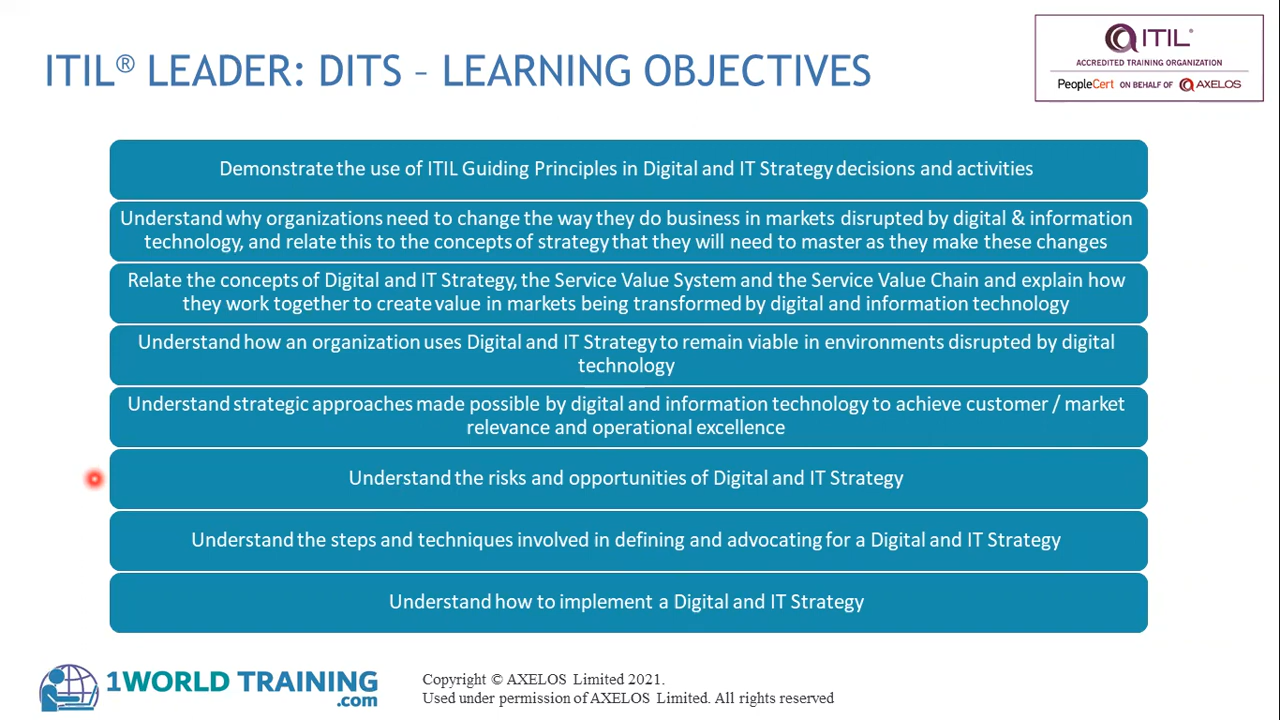 ITIL® LEADER: DITS – LEARNING OBJECTIVES
ITIL®
ACCREDITED TRAINING ORGANIZATION
PeopleCert ON BEHALF OF AXELOS
Demonstrate the use of ITIL Guiding Principles in Digital and IT Strategy decisions and activities
Understand why organizations need to change the way they do business in markets disrupted by digital & information
technology, and relate this to the concepts of strategy that they will need to master as they make these changes
Relate the concepts of Digital and IT Strategy, the Service Value System and the Service Value Chain and explain how
they work together to create value in markets being transformed by digital and information technology
Understand how an organization uses Digital and IT Strategy to remain viable in environments disrupted by digital
technology
Understand strategic approaches made possible by digital and information technology to achieve customer / market
relevance and operational excellence
Understand the risks and opportunities of Digital and IT Strategy
Understand the steps and techniques involved in defining and advocating for a Digital and IT Strategy
Understand how to implement a Digital and IT Strategy
1WORLD TRAINING
.com
Copyright © AXELOS Limited 2021.
Used under permission of AXELOS Limited. All rights reserved